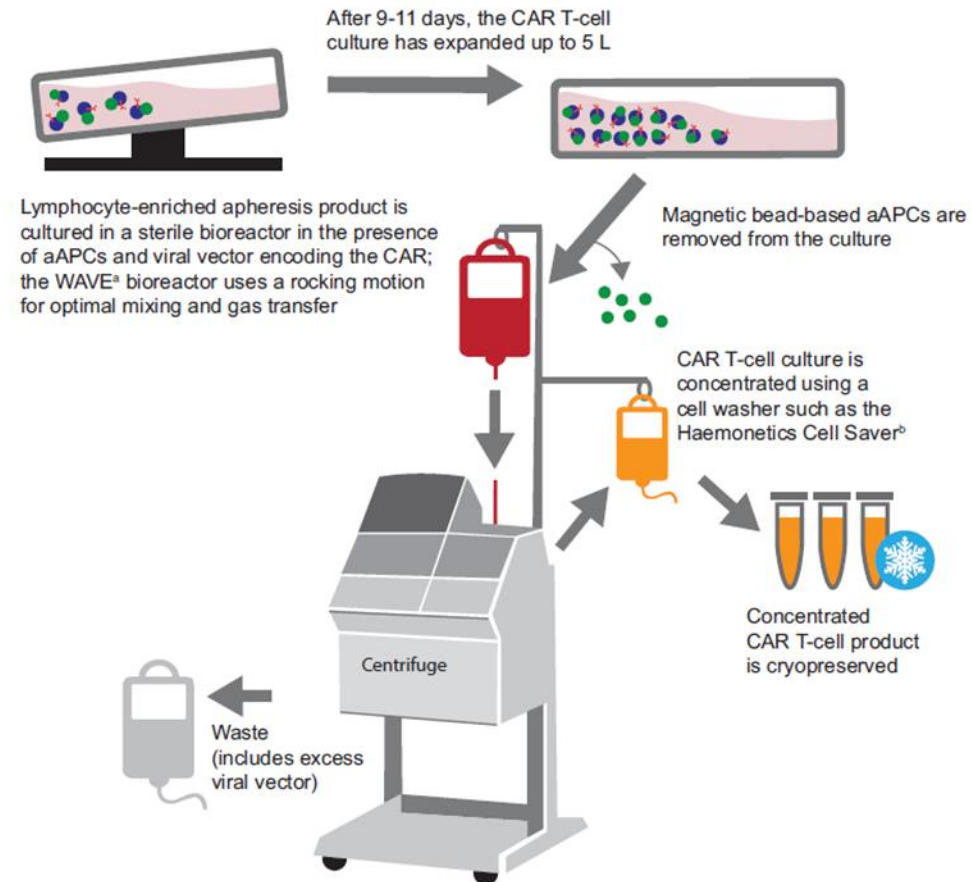 After 9-11 days, the CAR T-cell
culture has expanded up to 5 L
Lymphocyte-enriched apheresis product is
cultured in a sterile bioreactor in the presence
of aAPCs and viral vector encoding the CAR;
the WAVEᵃ bioreactor uses a rocking motion
for optimal mixing and gas transfer
Magnetic bead-based aAPCs are
removed from the culture
CAR T-cell culture is
concentrated using a
cell washer such as the
Haemonetics Cell Saverᵇ
Concentrated
CAR T-cell product
is cryopreserved
Centrifuge
Waste
(includes excess
viral vector)